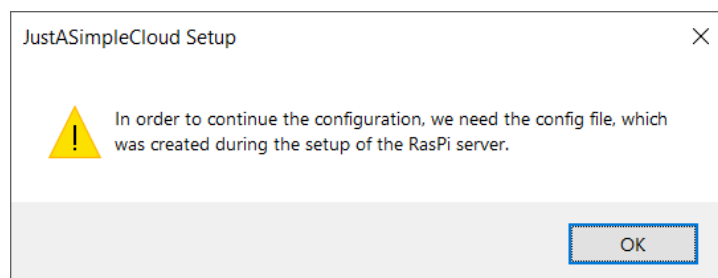 JustASimpleCloud Setup
In order to continue the configuration, we need the config file, which
was created during the setup of the RasPi server.
OK